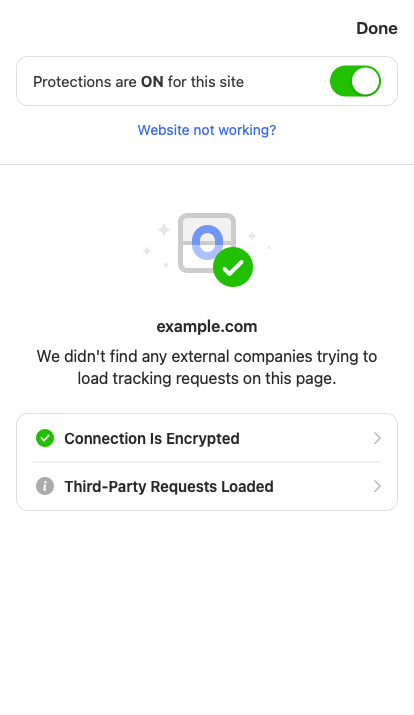 Done
Protections are ON for this site
Website not working?
example.com
We didn't find any external companies trying to
load tracking requests on this page.
Connection Is Encrypted
Third-Party Requests Loaded